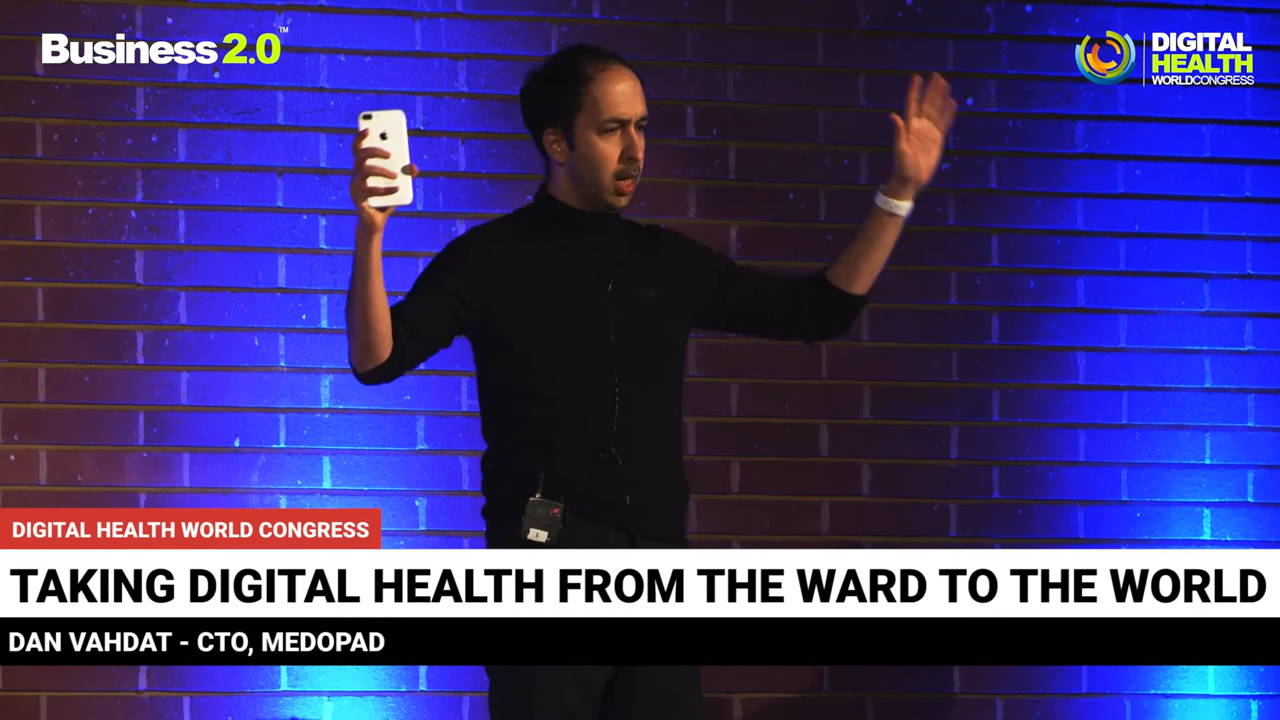 Business 2.0™
DIGITAL
HEALTH
WORLDCONGRESS
DIGITAL HEALTH WORLD CONGRESS
TAKING DIGITAL HEALTH FROM THE WARD TO THE WORLD
DAN VAHDAT - CTO, MEDOPAD